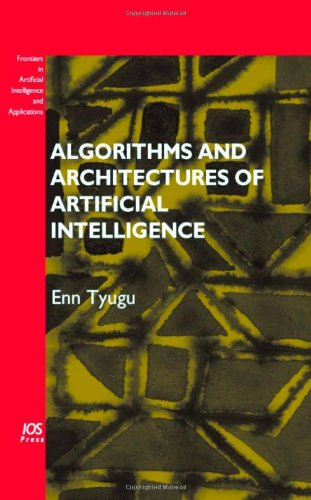 Frontiers in
Artificial
Intelligence and
Applications
ALGORITHMS AND
ARCHITECTURES OF
ARTIFICIAL
INTELLIGENCE
Enn Tyugu
IOS
Press